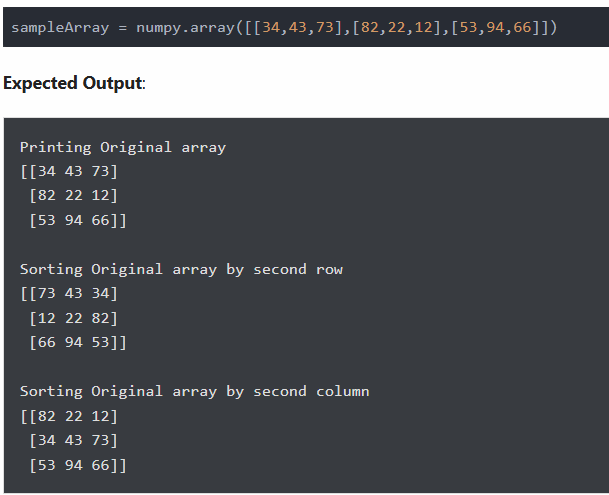 sampleArray = numpy.array([[34,43,73],[82,22,12],[53,94,66]])
Expected Output:
Printing Original array
[[34 43 73]
 [82 22 12]
 [53 94 66]]
Sorting Original array by second row
[[73 43 34]
 [12 22 82]
 [66 94 53]]
Sorting Original array by second column
[[82 22 12]
 [34 43 73]
 [53 94 66]]